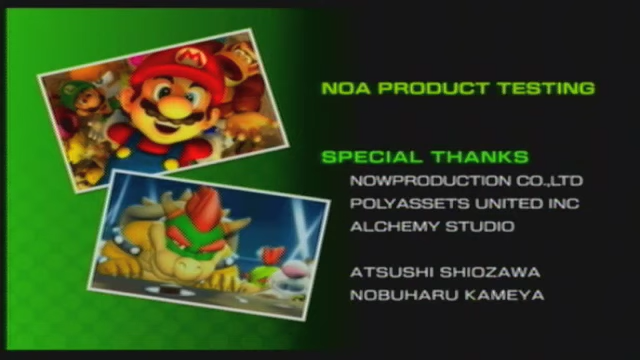 NOA PRODUCT TESTING
SPECIAL THANKS
NOWPRODUCTION CO.,LTD
POLYASSETS UNITED INC
ALCHEMY STUDIO
ATSUSHI SHIOZAWA
NOBUHARU KAMEYA